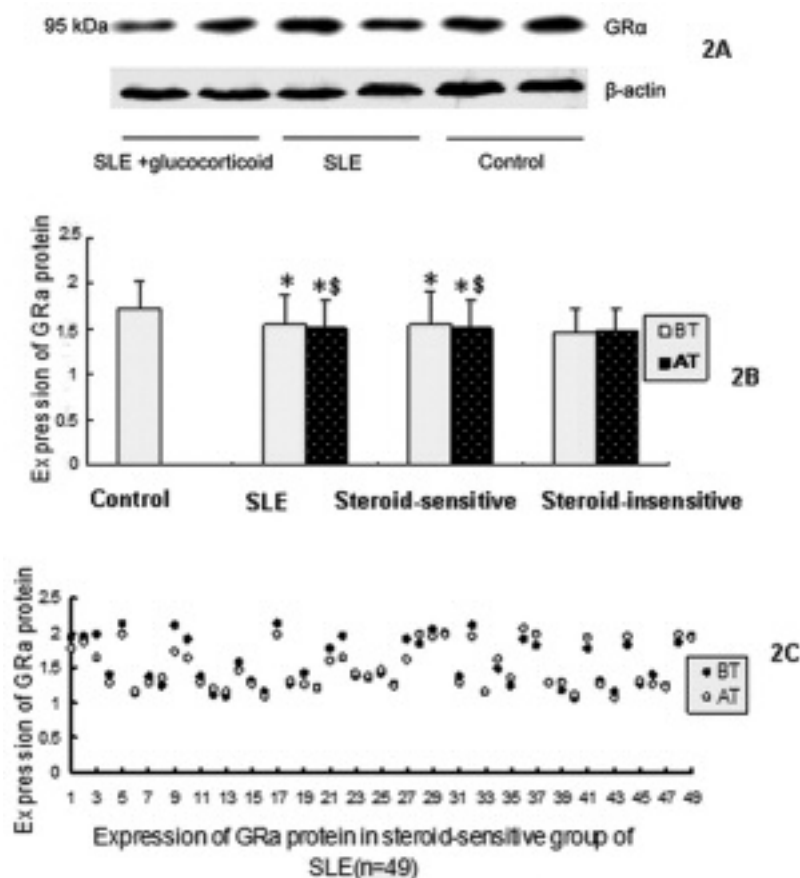 95 kDa GRα
2A
β-actin
SLE +glucocorticoid SLE Control
Expression of GRa protein
2.5
2
1.5
1
0.5
0
* *$ * *$
BT
AT
2B
Control SLE Steroid-sensitive Steroid-insensitive
Expression of GRa protein
2.5
2
1.5
1
0.5
0
2C
BT
AT
1 3 5 7 9 11 13 15 17 19 21 23 25 27 29 31 33 35 37 39 41 43 45 47 49
Expression of GRa protein in steroid-sensitive group of
SLE(n=49)